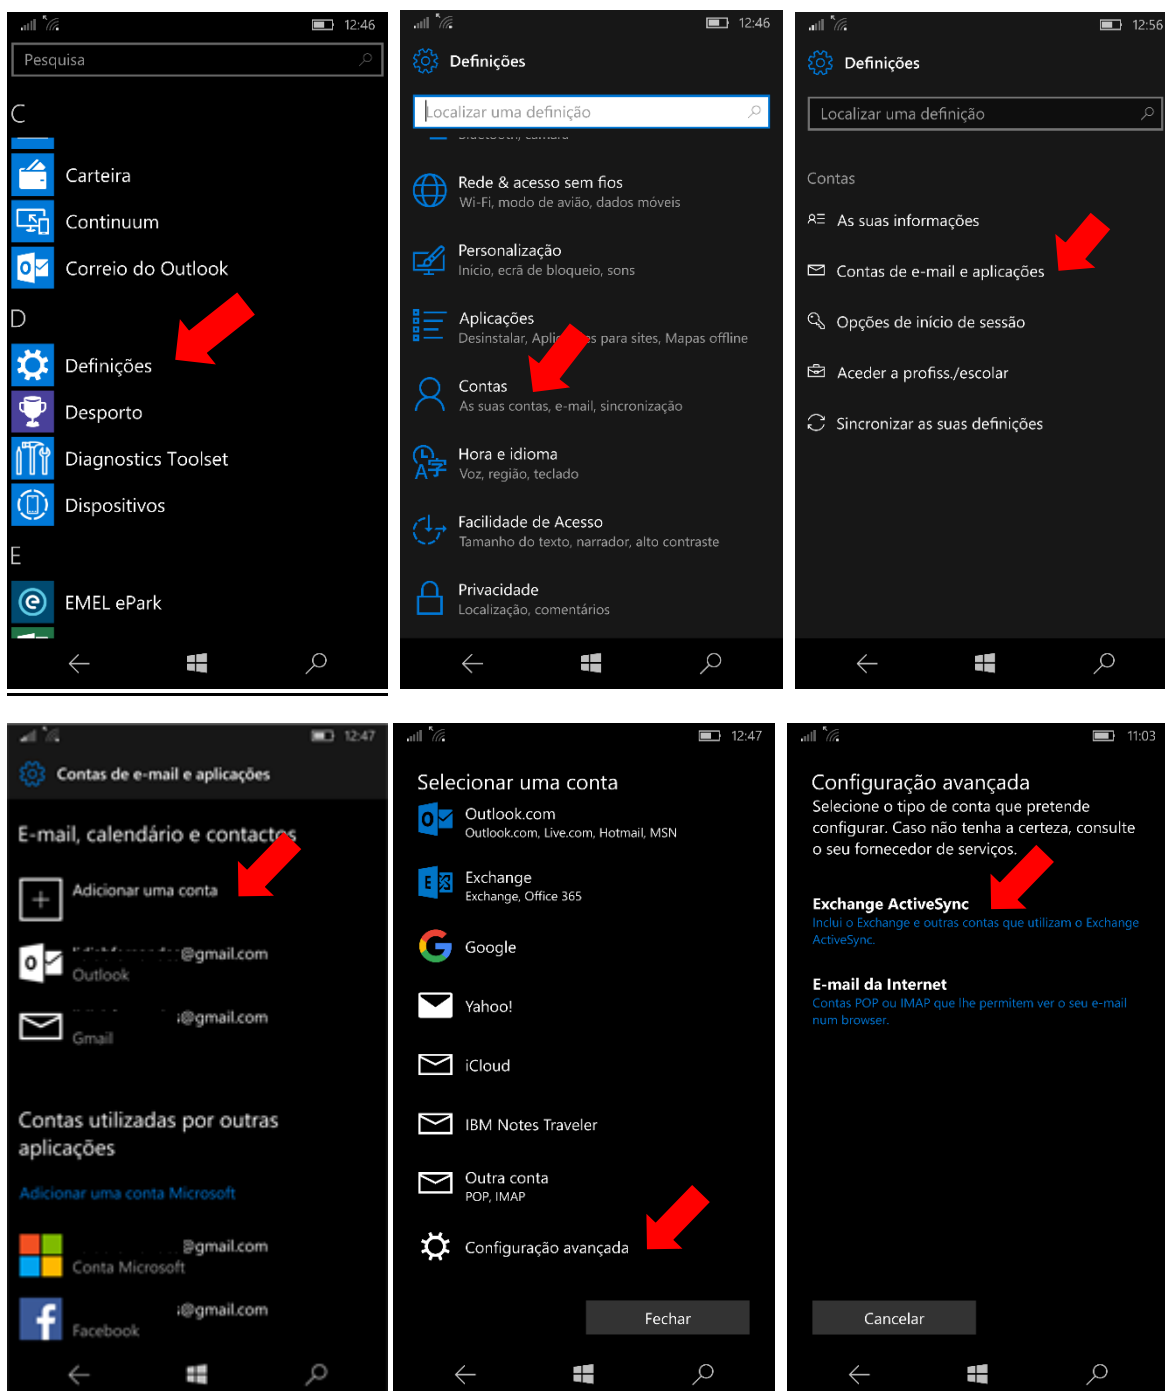 12:46
Pesquisa
C
Carteira
Continuum
Correio do Outlook
D
Definições
Desporto
Diagnostics Toolset
Dispositivos
E
EMEL ePark
12:46
Definições
Localizar uma definição
Bluetooth, câmara
Rede & acesso sem fios
Wi-Fi, modo de avião, dados móveis
Personalização
Início, ecrã de bloqueio, sons
Aplicações
Desinstalar, para sites, Mapas offline
Contas
As suas contas, e-mail, sincronização
Hora e idioma
Voz, região, teclado
Facilidade de Acesso
Tamanho do texto, narrador, alto contraste
Privacidade
Localização, comentários
12:56
Definições
Localizar uma definição
Contas
As suas informações
Contas de e-mail e aplicações
Opções de início de sessão
Aceder a profiss./escolar
Sincronizar as suas definições
12:47
Contas de e-mail e aplicações
E-mail, calendário e contactos
Adicionar uma conta
@gmail.com
Outlook
@gmail.com
Gmail
Contas utilizadas por outras
aplicações
Adicionar uma conta Microsoft
@gmail.com
Conta Microsoft
@gmail.com
Facebook
12:47
Selecionar uma conta
Outlook.com
Outlook.com, Live.com, Hotmail, MSN
Exchange
Exchange, Office 365
Google
Yahoo!
iCloud
IBM Notes Traveler
Outra conta
POP, IMAP
Configuração avançada
Fechar
11:03
Configuração avançada
Selecione o tipo de conta que pretende
configurar. Caso não tenha a certeza, consulte
o seu fornecedor de serviços.
Exchange ActiveSync
Inclui o Exchange e outras contas que utilizam o Exchange
ActiveSync.
E-mail da Internet
Contas POP ou IMAP que lhe permitem ver o seu e-mail
num browser.
Cancelar